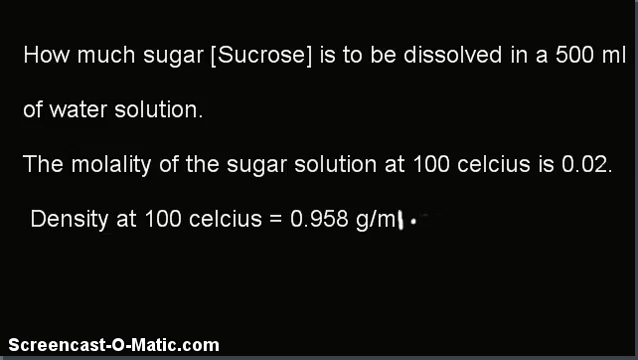 How much sugar [Sucrose] is to be dissolved in a 500 ml
of water solution.
The molality of the sugar solution at 100 celcius is 0.02.
Density at 100 celcius = 0.958 g/ml.
Screencast-O-Matic.com